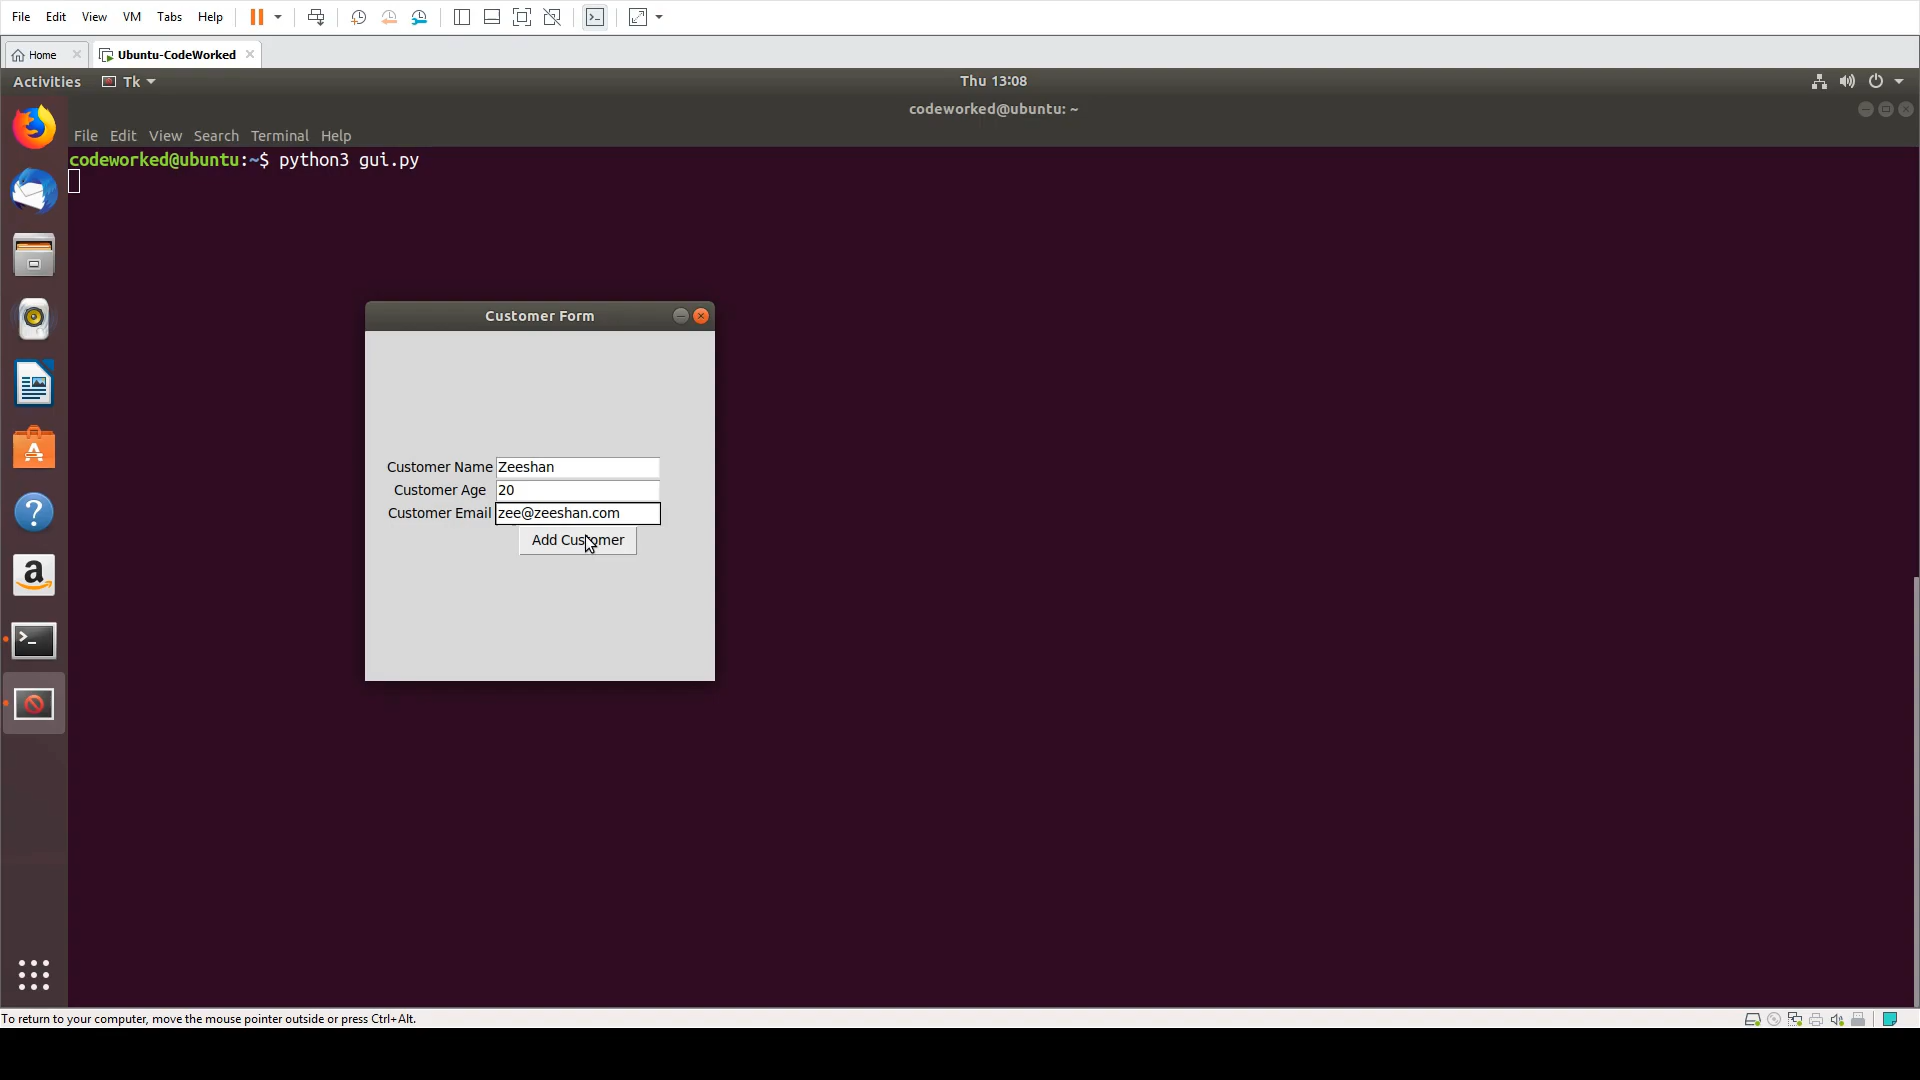 File Edit View VM Tabs Help
Home Ubuntu-CodeWorked
Activities Tk Thu 13:08
codeworked@ubuntu: ~
File Edit View Search Terminal Help
codeworked@ubuntu:~$ python3 gui.py
Customer Form
Customer Name Zeeshan
Customer Age 20
Customer Email zee@zeeshan.com
Add Customer
To return to your computer, move the mouse pointer outside or press Ctrl+Alt.